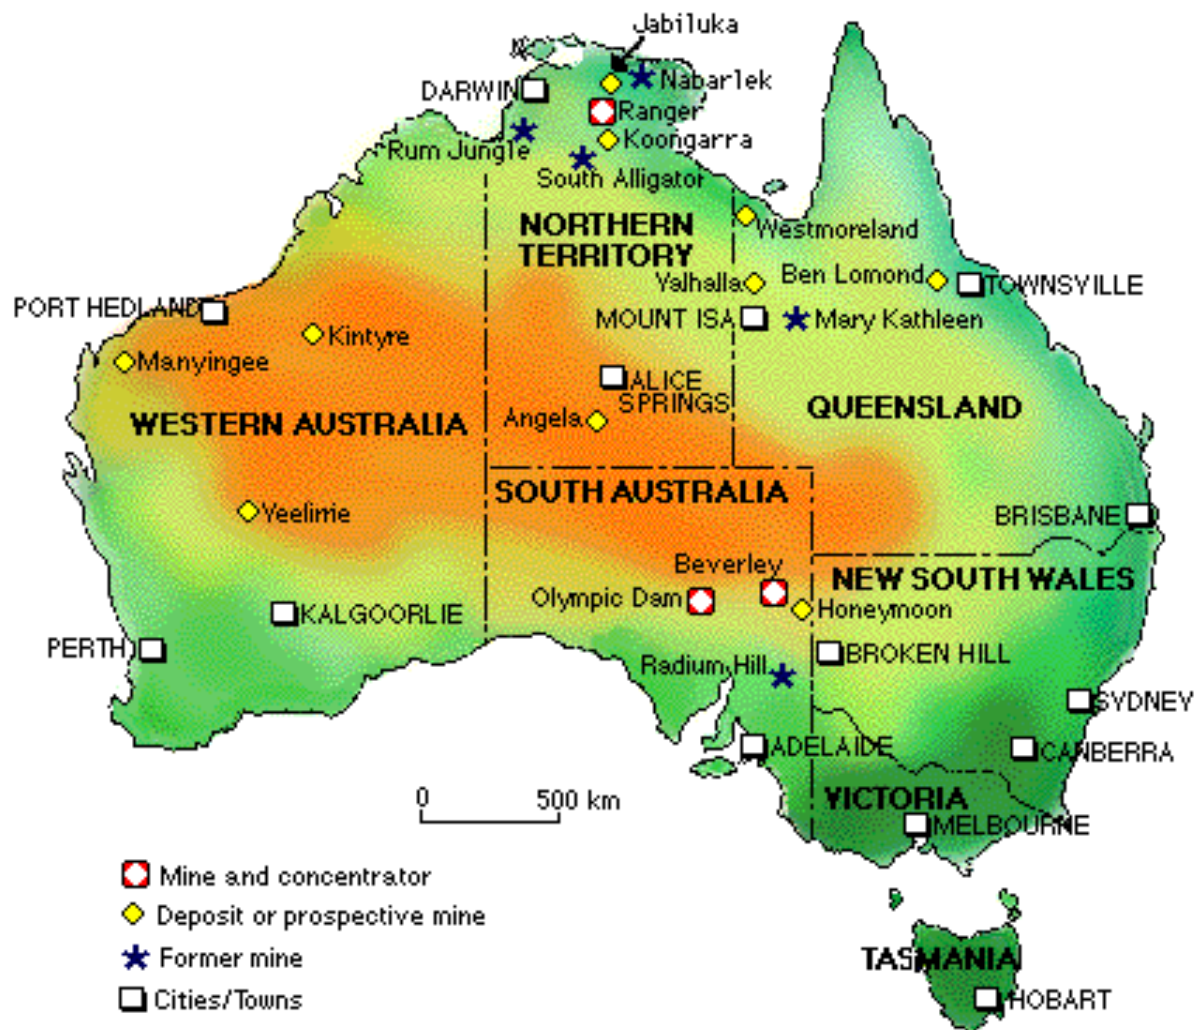 Jabiluka
Nabarlek
DARWIN
Ranger
Rum Jungle
Koongarra
South Alligator
NORTHERN
TERRITORY
Westmoreland
Valhalla
Ben Lomond
TOWNSVILLE
PORT HEDLAND
MOUNT ISA
Mary Kathleen
Kintyre
Manyingee
ALICE
SPRINGS
WESTERN AUSTRALIA
Angela
QUEENSLAND
SOUTH AUSTRALIA
Yeelirrie
BRISBANE
Beverley
NEW SOUTH WALES
Olympic Dam
Honeymoon
KALGOORLIE
PERTH
BROKEN HILL
Radium Hill
SYDNEY
ADELAIDE
CANBERRA
0 500 km
VICTORIA
MELBOURNE
Mine and concentrator
Deposit or prospective mine
Former mine
TASMANIA
Cities/Towns
HOBART